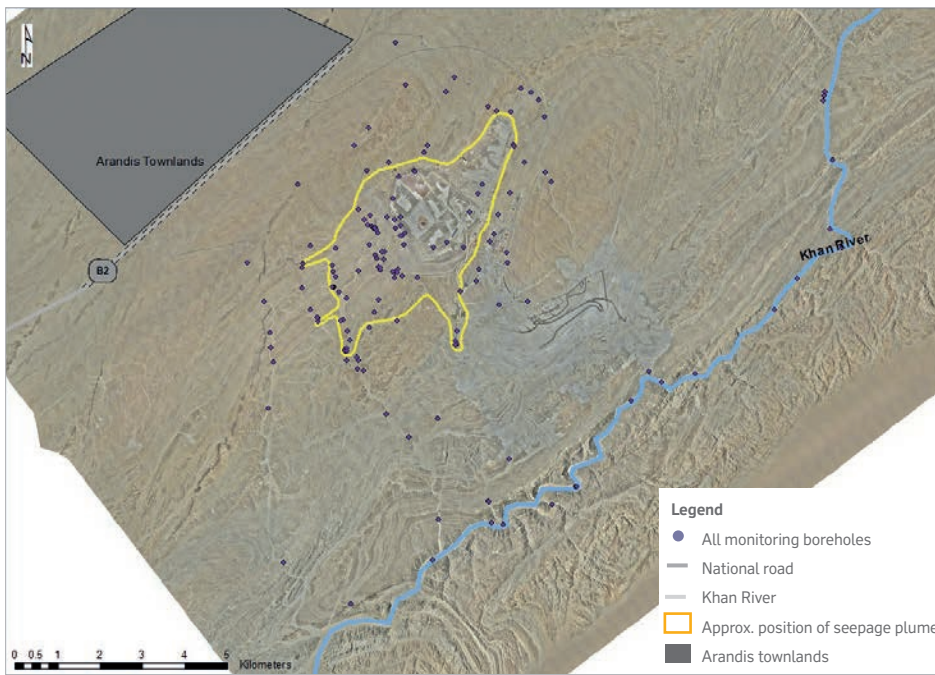 N
Arandis Townlands
B2
Khan River
Legend
All monitoring boreholes
National road
Khan River
Approx. position of seepage plume
Arandis townlands
0 0.5 1 2 3 4 5
Kilometers